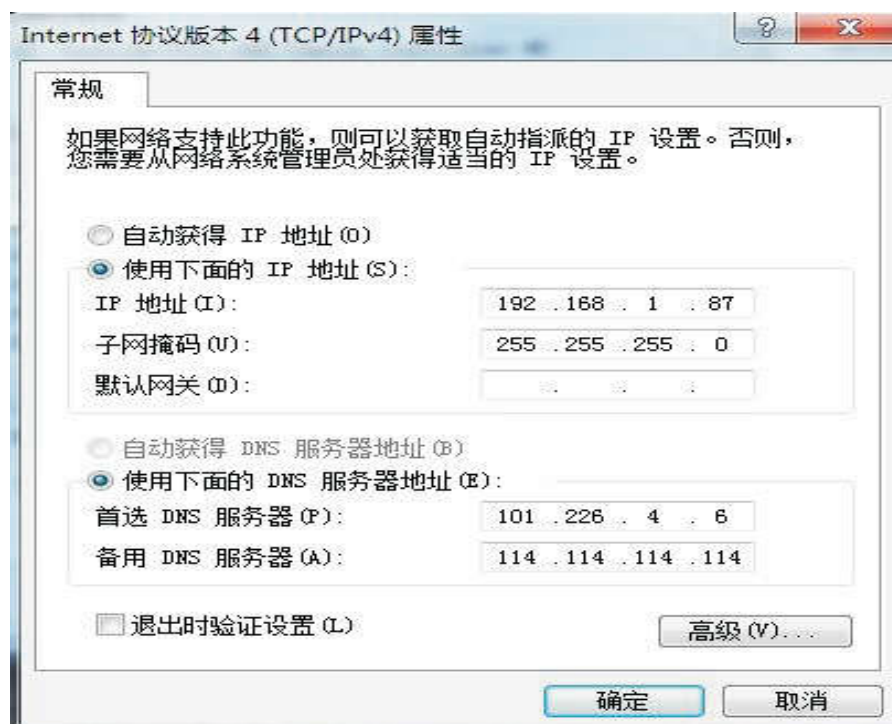 Internet 协议版本 4 (TCP/IPv4) 属性
常规
如果网络支持此功能，则可以获取自动指派的 IP 设置。否则，
您需要从网络系统管理员处获得适当的 IP 设置。
自动获得 IP 地址(O)
使用下面的 IP 地址(S):
IP 地址(I): 192 . 168 . 1 . 87
子网掩码(U): 255 . 255 . 255 . 0
默认网关(D): . . .
自动获得 DNS 服务器地址(B)
使用下面的 DNS 服务器地址(E):
首选 DNS 服务器(P): 101 . 226 . 4 . 6
备用 DNS 服务器(A): 114 . 114 . 114 . 114
退出时验证设置(L)
高级(V)...
确定 取消